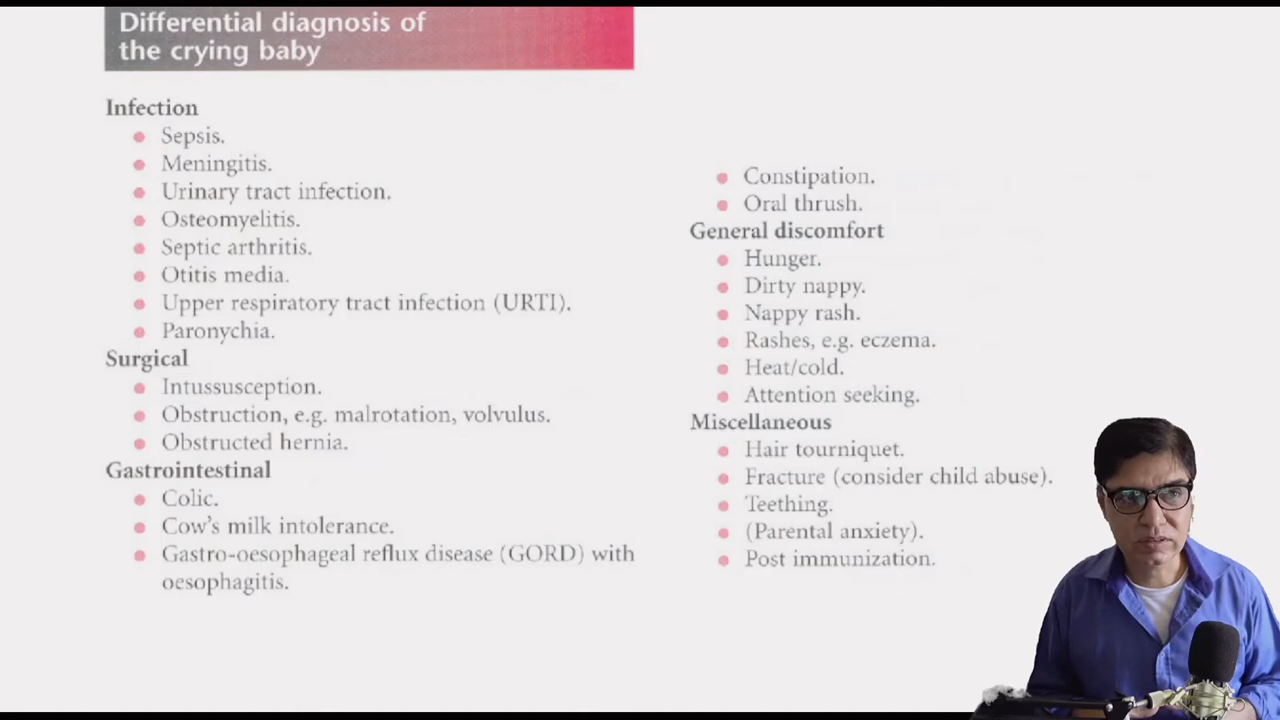 Differential diagnosis of
the crying baby
Infection
Sepsis.
Meningitis.
Urinary tract infection.
Osteomyelitis.
Septic arthritis.
Otitis media.
Upper respiratory tract infection (URTI).
Paronychia.
Surgical
Intussusception.
Obstruction, e.g. malrotation, volvulus.
Obstructed hernia.
Gastrointestinal
Colic.
Cow's milk intolerance.
Gastro-oesophageal reflux disease (GORD) with
oesophagitis.
Constipation.
Oral thrush.
General discomfort
Hunger.
Dirty nappy.
Nappy rash.
Rashes, e.g. eczema.
Heat/cold.
Attention seeking.
Miscellaneous
Hair tourniquet.
Fracture (consider child abuse).
Teething.
(Parental anxiety).
Post immunization.